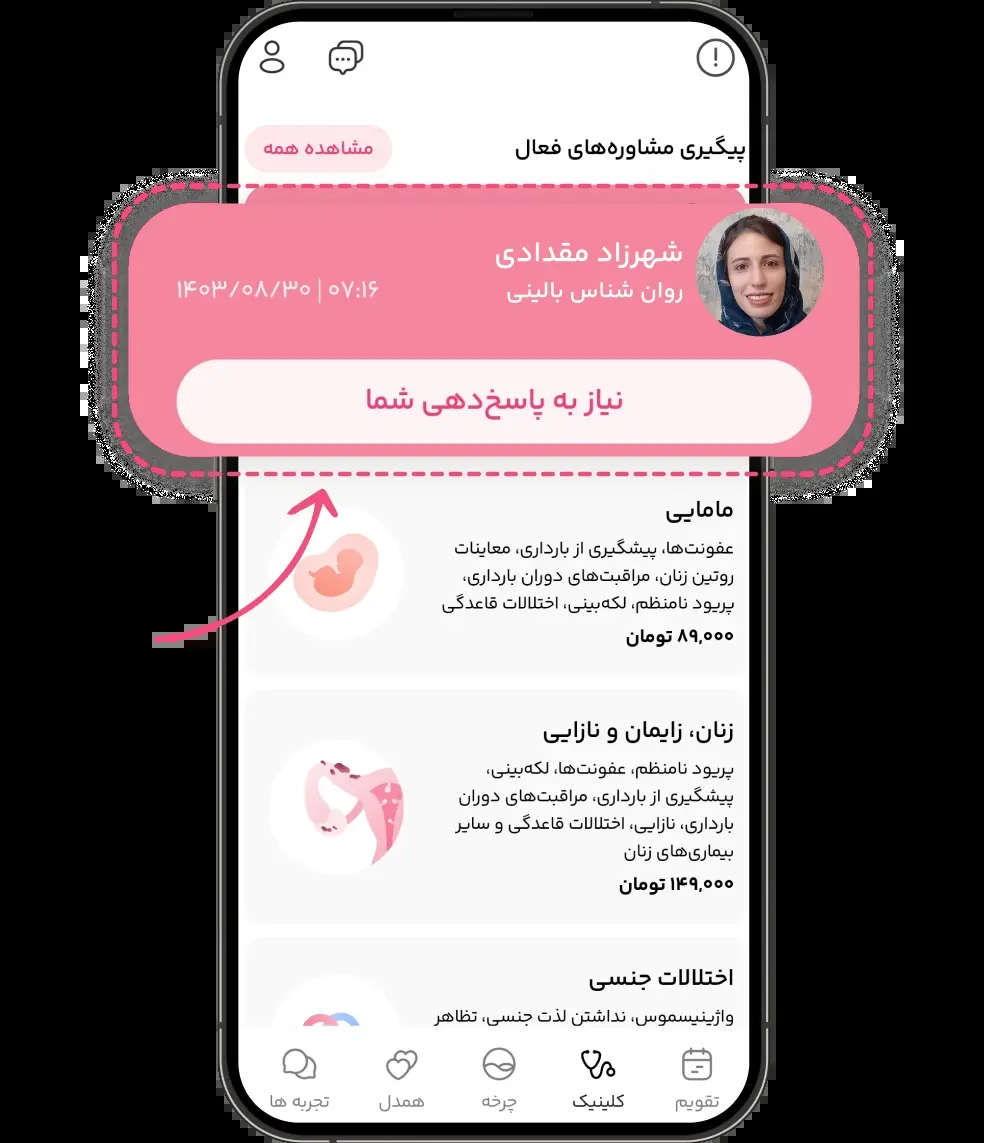 پیگیری مشاوره‌های فعال
مشاهده همه
شهرزاد مقدادی
روان شناس بالینی
۱۴۰۳/۰۸/۳۰ | ۰۷:۱۶
نیاز به پاسخ‌دهی شما
مامایی
عفونت‌ها، پیشگیری از بارداری، معاینات
روتین زنان، مراقبت‌های دوران بارداری،
پریود نامنظم، لکه‌بینی، اختلالات قاعدگی
۸۹,۰۰۰ تومان
زنان، زایمان و نازایی
پریود نامنظم، عفونت‌ها، لکه‌بینی،
پیشگیری از بارداری، مراقبت‌های دوران
بارداری، نازایی، اختلالات قاعدگی و سایر
بیماری‌های زنان
۱۴۹,۰۰۰ تومان
اختلالات جنسی
واژینیسموس، نداشتن لذت جنسی، تظاهر
تقویم
کلینیک
چرخه
همدل
تجربه ها